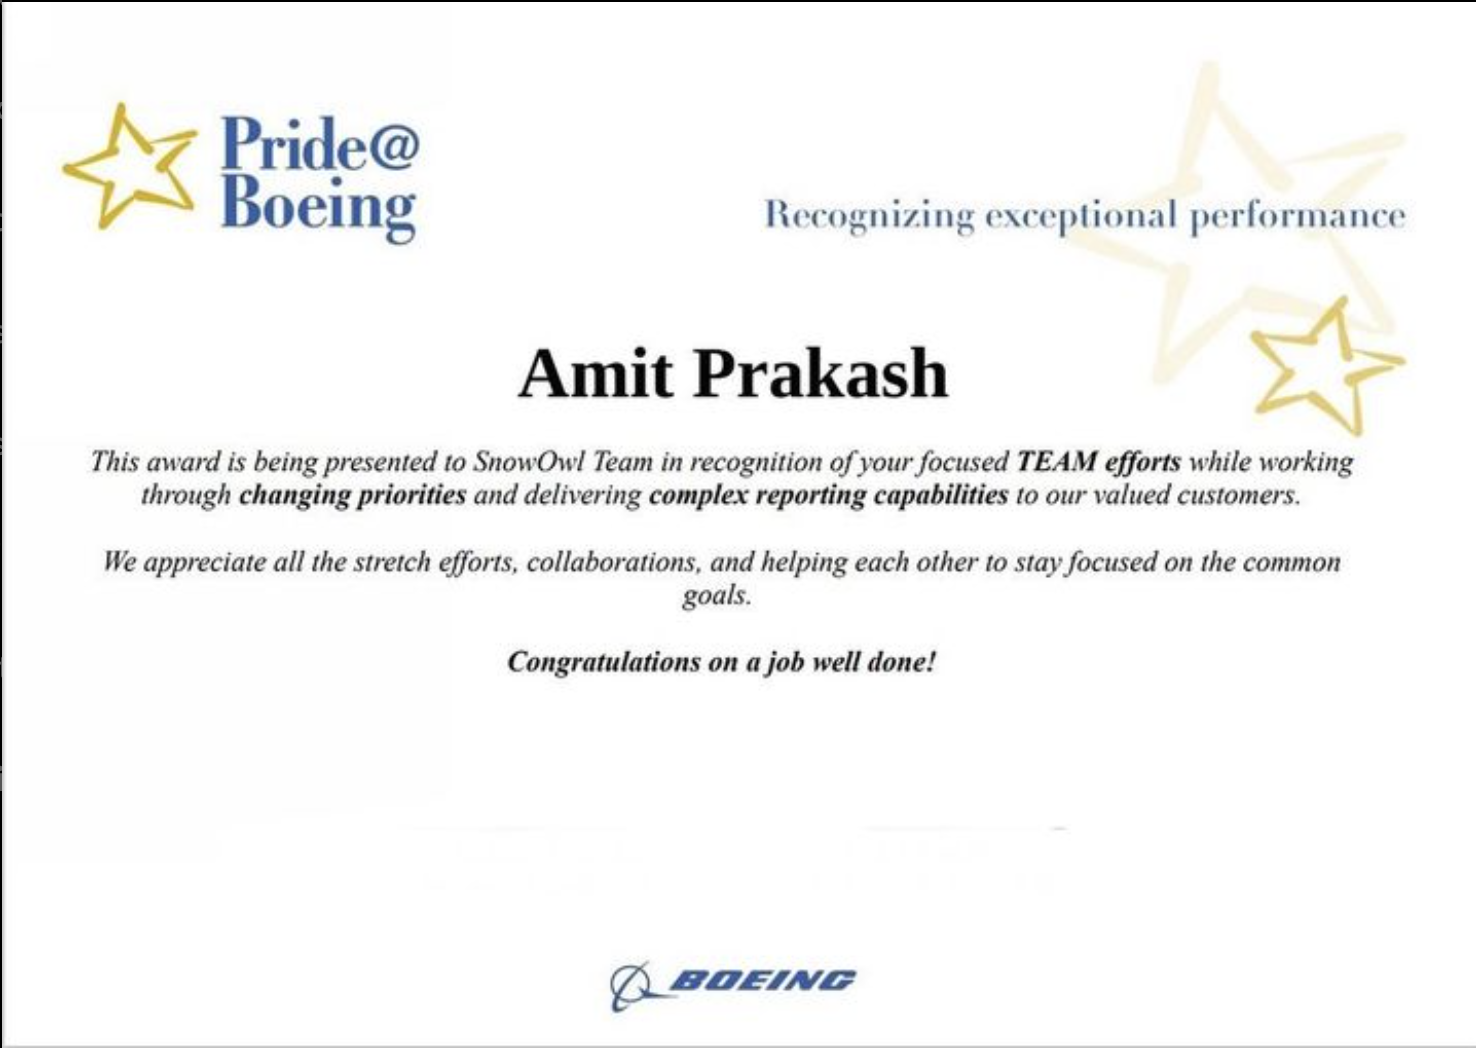 Pride@
Boeing
Recognizing exceptional performance
Amit Prakash
This award is being presented to SnowOwl Team in recognition of your focused TEAM efforts while working
through changing priorities and delivering complex reporting capabilities to our valued customers.
We appreciate all the stretch efforts, collaborations, and helping each other to stay focused on the common
goals.
Congratulations on a job well done!
BOEING